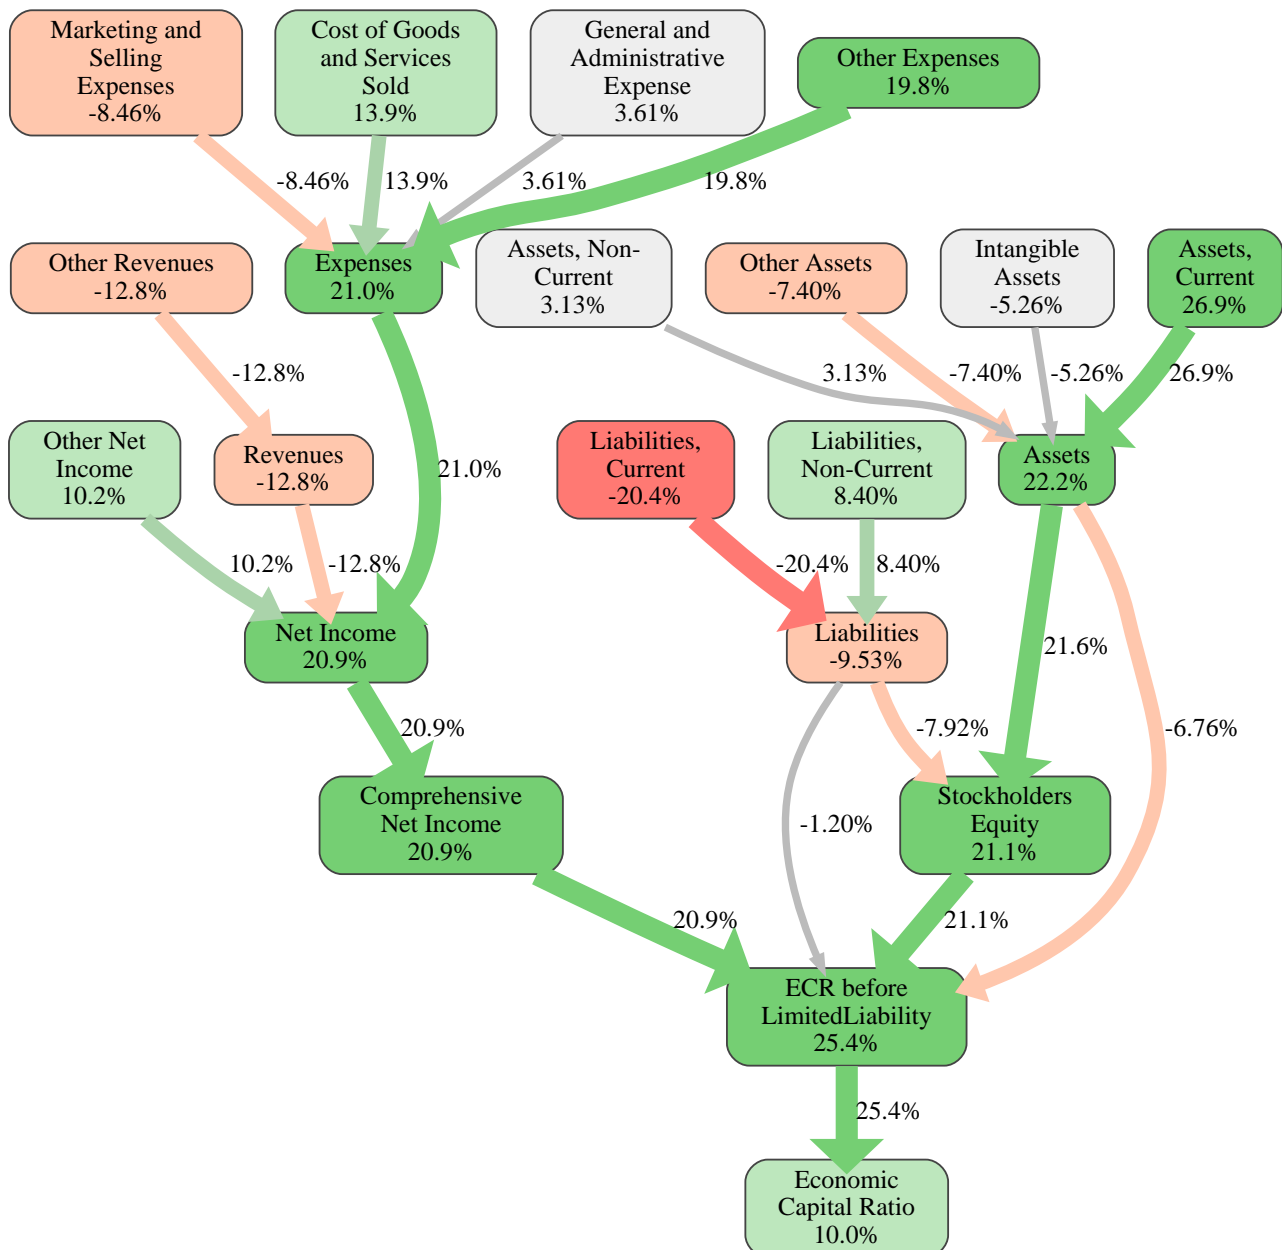 Marketing and
Selling
Expenses
-8.46%
Cost of Goods
and Services
Sold
13.9%
General and
Administrative
Expense
3.61%
Other Expenses
19.8%
-8.46%
13.9%
3.61%
19.8%
Other Revenues
-12.8%
Expenses
21.0%
Assets, Non-
Current
3.13%
Other Assets
-7.40%
Intangible
Assets
-5.26%
Assets,
Current
26.9%
-12.8%
3.13%
-7.40%
-5.26%
26.9%
Other Net
Income
10.2%
Revenues
-12.8%
21.0%
Liabilities,
Current
-20.4%
Liabilities,
Non-Current
8.40%
Assets
22.2%
10.2%
-12.8%
-20.4%
8.40%
Net Income
20.9%
Liabilities
-9.53%
21.6%
20.9%
-7.92%
-6.76%
Comprehensive
Net Income
20.9%
-1.20%
Stockholders
Equity
21.1%
20.9%
21.1%
ECR before
LimitedLiability
25.4%
25.4%
Economic
Capital Ratio
10.0%